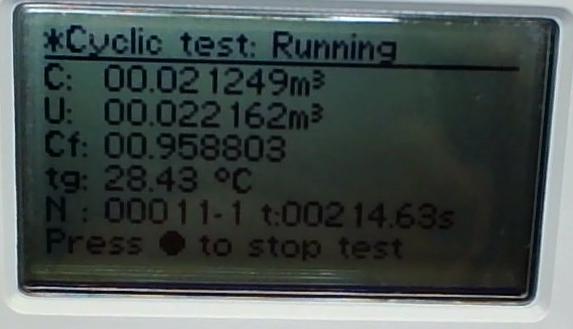 *Cyclic test: Running
C: 00.021249m³
U: 00.022162m³
Cf: 00.958803
tg: 28.43 °C
N : 00011-1 t:00214.63s
Press ● to stop test